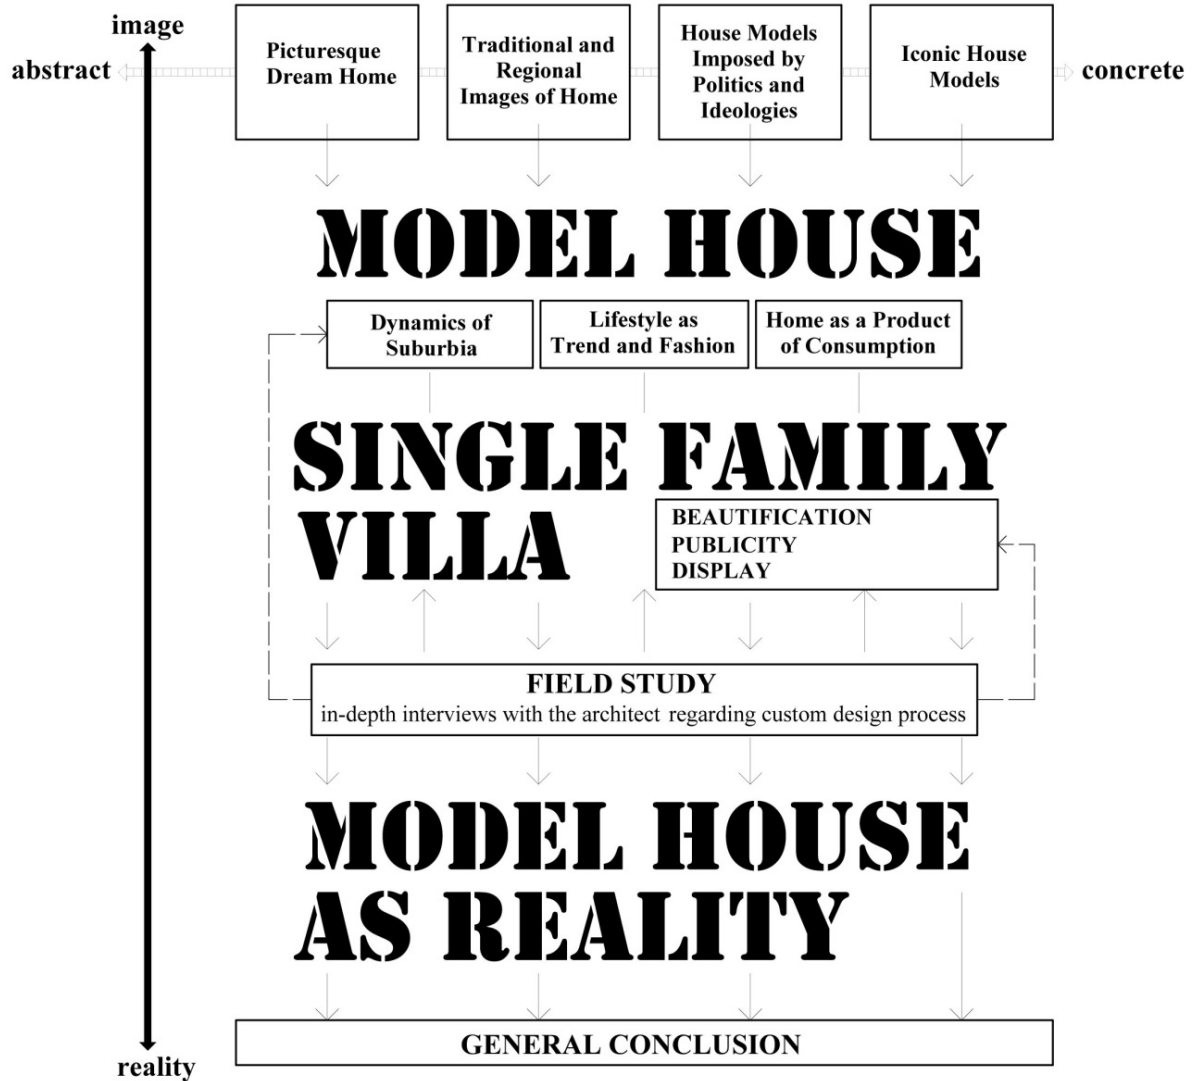 image
abstract
concrete
Picturesque
Dream Home
Traditional and
Regional
Images of Home
House Models
Imposed by
Politics and
Ideologies
Iconic House
Models
MODEL HOUSE
Dynamics of
Suburbia
Lifestyle as
Trend and Fashion
Home as a Product
of Consumption
SINGLE FAMILY
VILLA
BEAUTIFICATION
PUBLICITY
DISPLAY
FIELD STUDY
in-depth interviews with the architect regarding custom design process
MODEL HOUSE
AS REALITY
GENERAL CONCLUSION
reality